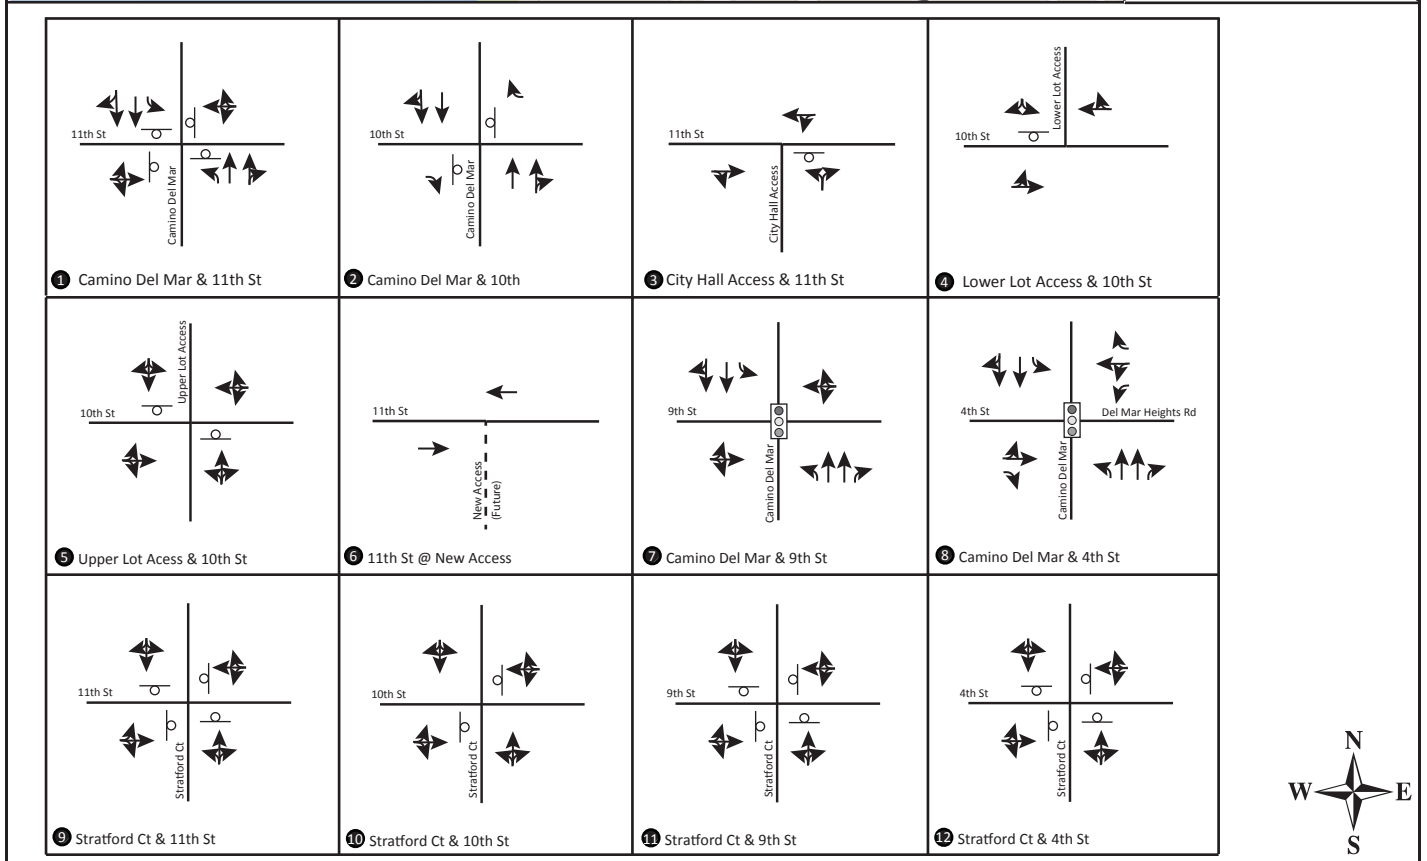 11th St
Camino Del Mar
1 Camino Del Mar & 11th St
10th St
Camino Del Mar
2 Camino Del Mar & 10th
11th St
City Hall Access
3 City Hall Access & 11th St
Lower Lot Access
10th St
4 Lower Lot Access & 10th St
Upper Lot Access
10th St
5 Upper Lot Acess & 10th St
11th St
New Access
(Future)
6 11th St @ New Access
9th St
Camino Del Mar
7 Camino Del Mar & 9th St
4th St
Del Mar Heights Rd
Camino Del Mar
8 Camino Del Mar & 4th St
11th St
Stratford Ct
9 Stratford Ct & 11th St
10th St
Stratford Ct
10 Stratford Ct & 10th St
9th St
Stratford Ct
11 Stratford Ct & 9th St
4th St
Stratford Ct
12 Stratford Ct & 4th St
N
W E
S